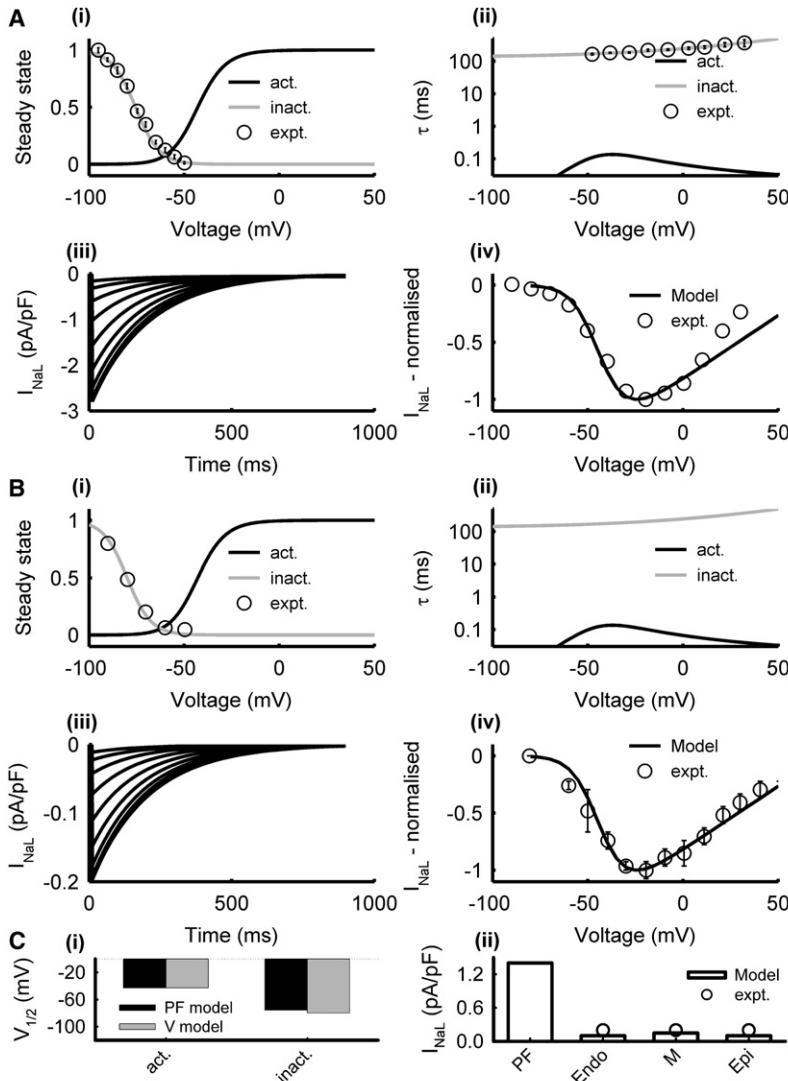 A
(i)
Steady state
1
0.5
0
act.
inact.
expt.
-100 -50 0 50
Voltage (mV)
(ii)
τ (ms)
100
10
1
0.1
act.
inact.
expt.
-100 -50 0 50
Voltage (mV)
(iii)
I_NaL (pA/pF)
0
-1
-2
-3
0 500 1000
Time (ms)
(iv)
I_NaL - normalised
0
-0.5
-1
Model
expt.
-100 -50 0 50
Voltage (mV)
B
(i)
Steady state
1
0.5
0
act.
inact.
expt.
-100 -50 0 50
Voltage (mV)
(ii)
τ (ms)
100
10
1
0.1
act.
inact.
-100 -50 0 50
Voltage (mV)
(iii)
I_NaL (pA/pF)
0
-0.1
-0.2
0 500 1000
Time (ms)
(iv)
I_NaL - normalised
0
-0.5
-1
Model
expt.
-100 -50 0 50
Voltage (mV)
C
(i)
V_1/2 (mV)
-20
-60
-100
PF model
V model
act. inact.
(ii)
I_NaL (pA/pF)
1.2
0.6
0
Model
expt.
PF Endo M Epi